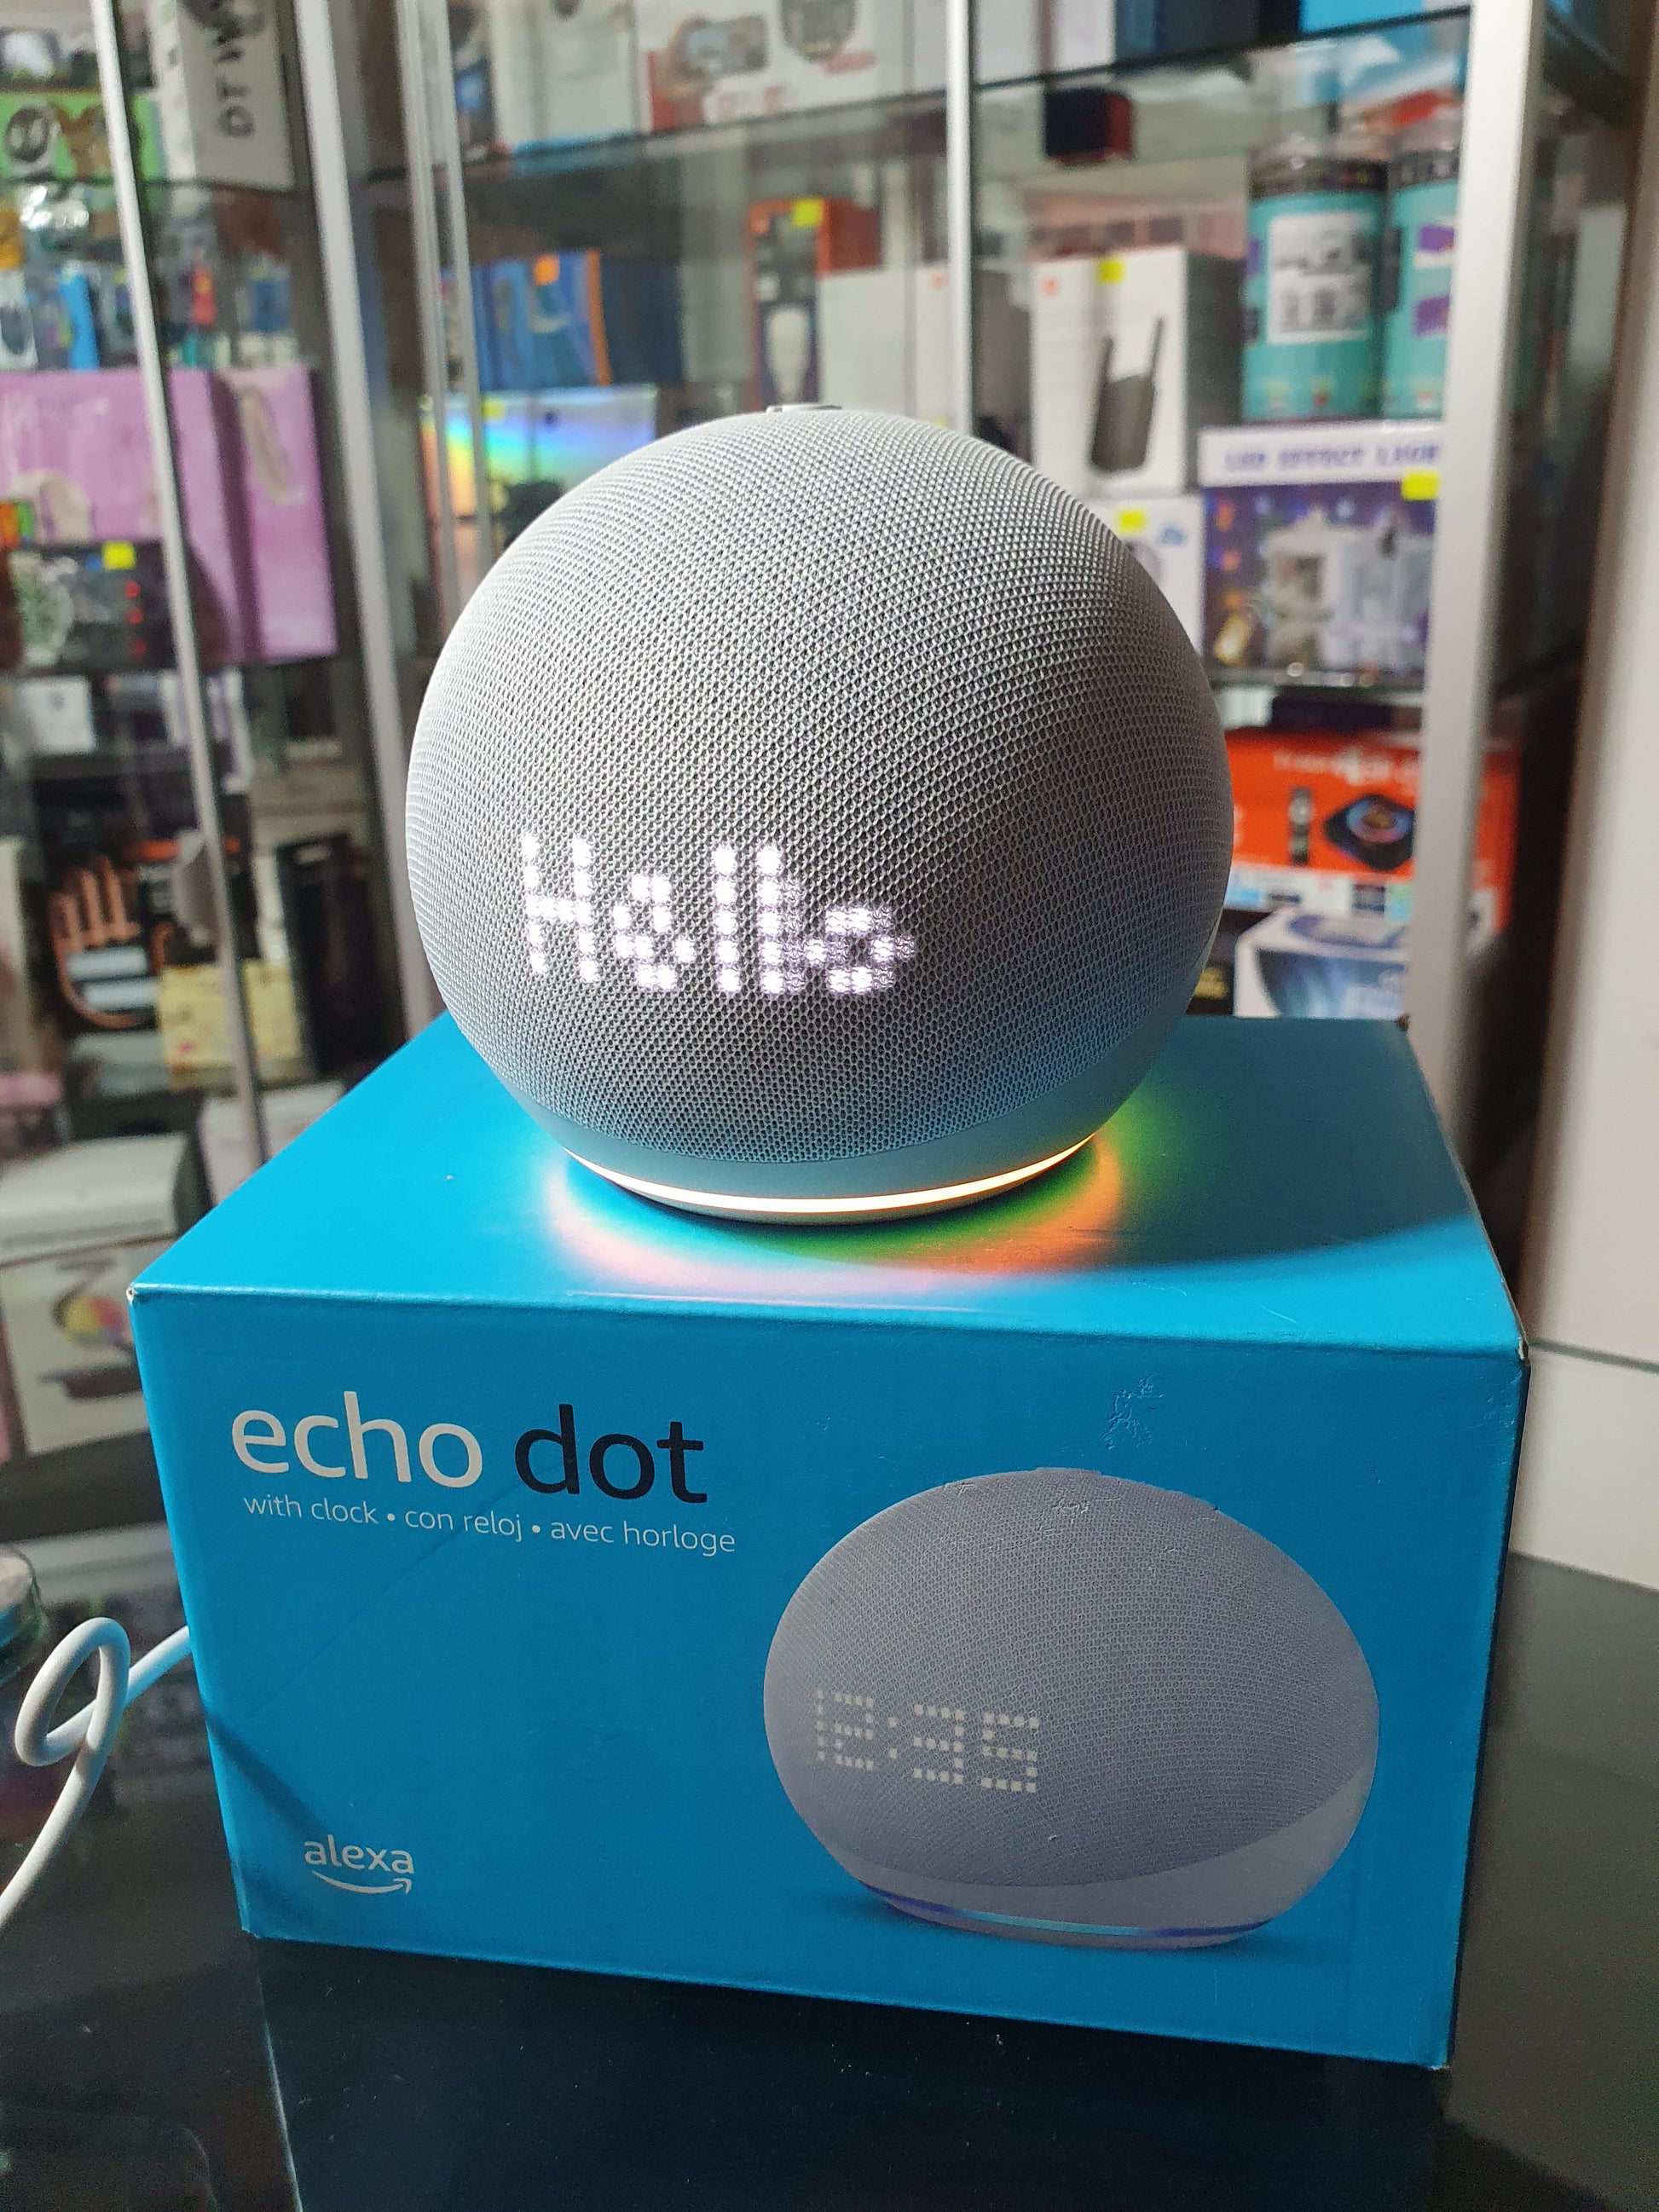 Hello
echo dot
with clock • con reloj • avec horloge
12:35
alexa